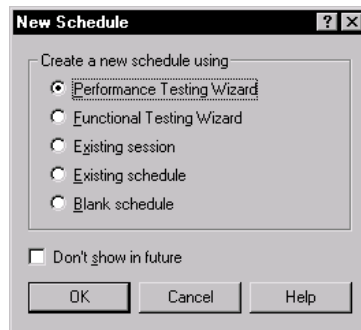 New Schedule
Create a new schedule using
Performance Testing Wizard
Functional Testing Wizard
Existing session
Existing schedule
Blank schedule
Don't show in future
OK Cancel Help